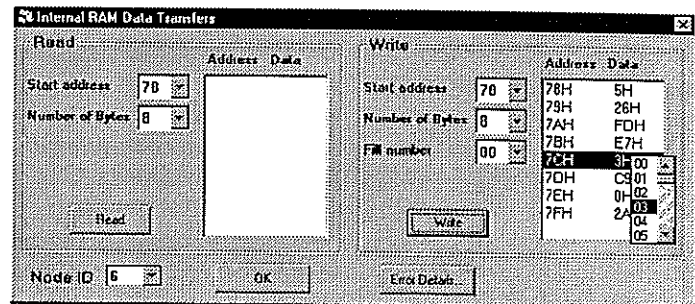 Internal RAM Data Transfers
Read
Address Data
Start address 78
Number of Bytes 8
Read
Write
Address Data
Start address 78
Number of Bytes 8
Fill number 00
78H 5H
79H 26H
7AH FDH
7BH E7H
7CH 3H
7DH C9
7EH 0H
7FH 2A
00
01
02
03
04
05
Write
Node ID 6
OK
Error Details...